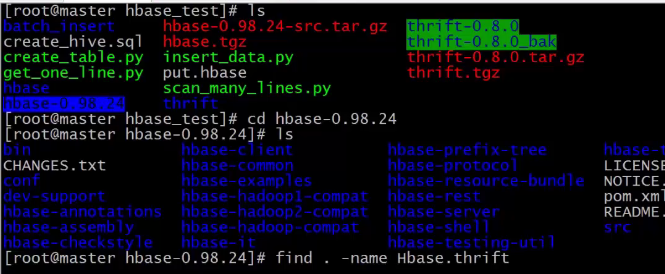 [root@master hbase_test]# ls
batch_insert hbase-0.98.24-src.tar.gz thrift-0.8.0
create_hive.sql hbase.tgz thrift-0.8.0_bak
create_table.py insert_data.py thrift-0.8.0.tar.gz
get_one_line.py put.hbase thrift.tgz
hbase scan_many_lines.py
hbase-0.98.24 thrift
[root@master hbase_test]# cd hbase-0.98.24
[root@master hbase-0.98.24]# ls
bin hbase-client hbase-prefix-tree hbase-t
CHANGES.txt hbase-common hbase-protocol LICENSE
conf hbase-examples hbase-resource-bundle NOTICE.
dev-support hbase-hadoop1-compat hbase-rest pom.xml
hbase-annotations hbase-hadoop2-compat hbase-server README.
hbase-assembly hbase-hadoop-compat hbase-shell src
hbase-checkstyle hbase-it hbase-testing-util
[root@master hbase-0.98.24]# find . -name Hbase.thrift